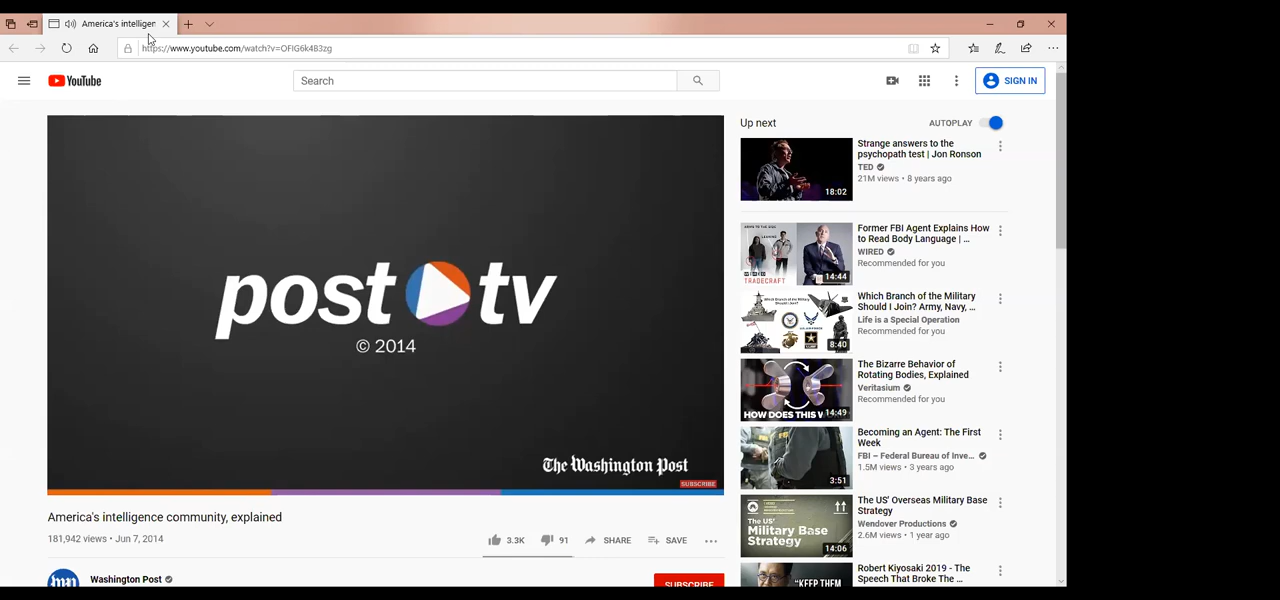 America's intelligen
https://www.youtube.com/watch?v=OFIG6k4B3zg
YouTube
Search
SIGN IN
post tv
© 2014
The Washington Post
SUBSCRIBE
America's intelligence community, explained
181,942 views • Jun 7, 2014
3.3K
91
SHARE
SAVE
Washington Post
SUBSCRIBE
Up next
AUTOPLAY
18:02
Strange answers to the
psychopath test | Jon Ronson
TED
21M views • 8 years ago
TRADECRAFT
14:44
Former FBI Agent Explains How
to Read Body Language | ...
WIRED
Recommended for you
8:40
Which Branch of the Military
Should I Join? Army, Navy, ...
Life is a Special Operation
Recommended for you
HOW DOES THIS W
14:49
The Bizarre Behavior of
Rotating Bodies, Explained
Veritasium
Recommended for you
3:51
Becoming an Agent: The First
Week
FBI – Federal Bureau of Inve...
1.5M views • 3 years ago
The US'
Military Base
Strategy
14:06
The US' Overseas Military Base
Strategy
Wendover Productions
2.6M views • 1 year ago
"KEEP THEM
Robert Kiyosaki 2019 - The
Speech That Broke The ...